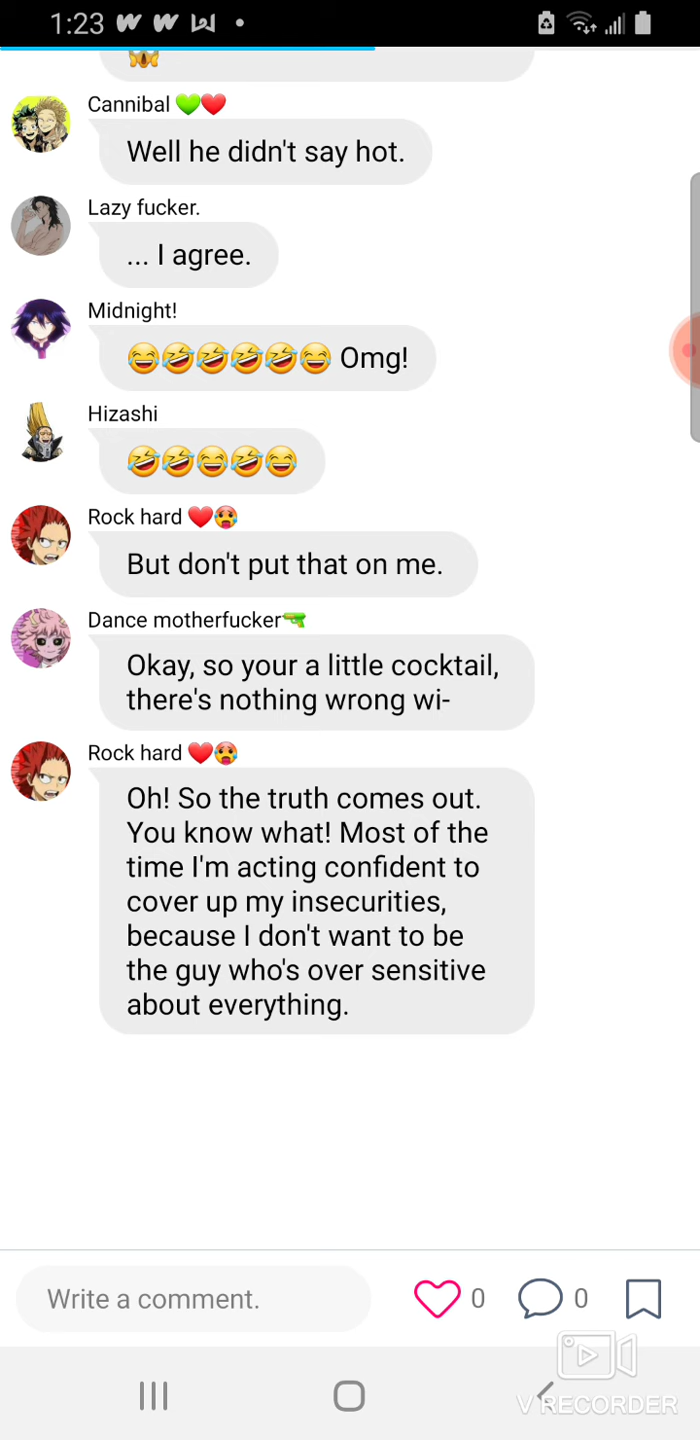 1:23
Cannibal 💚❤️
Well he didn't say hot.
Lazy fucker.
... I agree.
Midnight!
😂🤣🤣🤣🤣😂 Omg!
Hizashi
🤣🤣😂🤣😂
Rock hard ❤️🥵
But don't put that on me.
Dance motherfucker🔫
Okay, so your a little cocktail,
there's nothing wrong wi-
Rock hard ❤️🥵
Oh! So the truth comes out.
You know what! Most of the
time I'm acting confident to
cover up my insecurities,
because I don't want to be
the guy who's over sensitive
about everything.
Write a comment.
0
0
V RECORDER